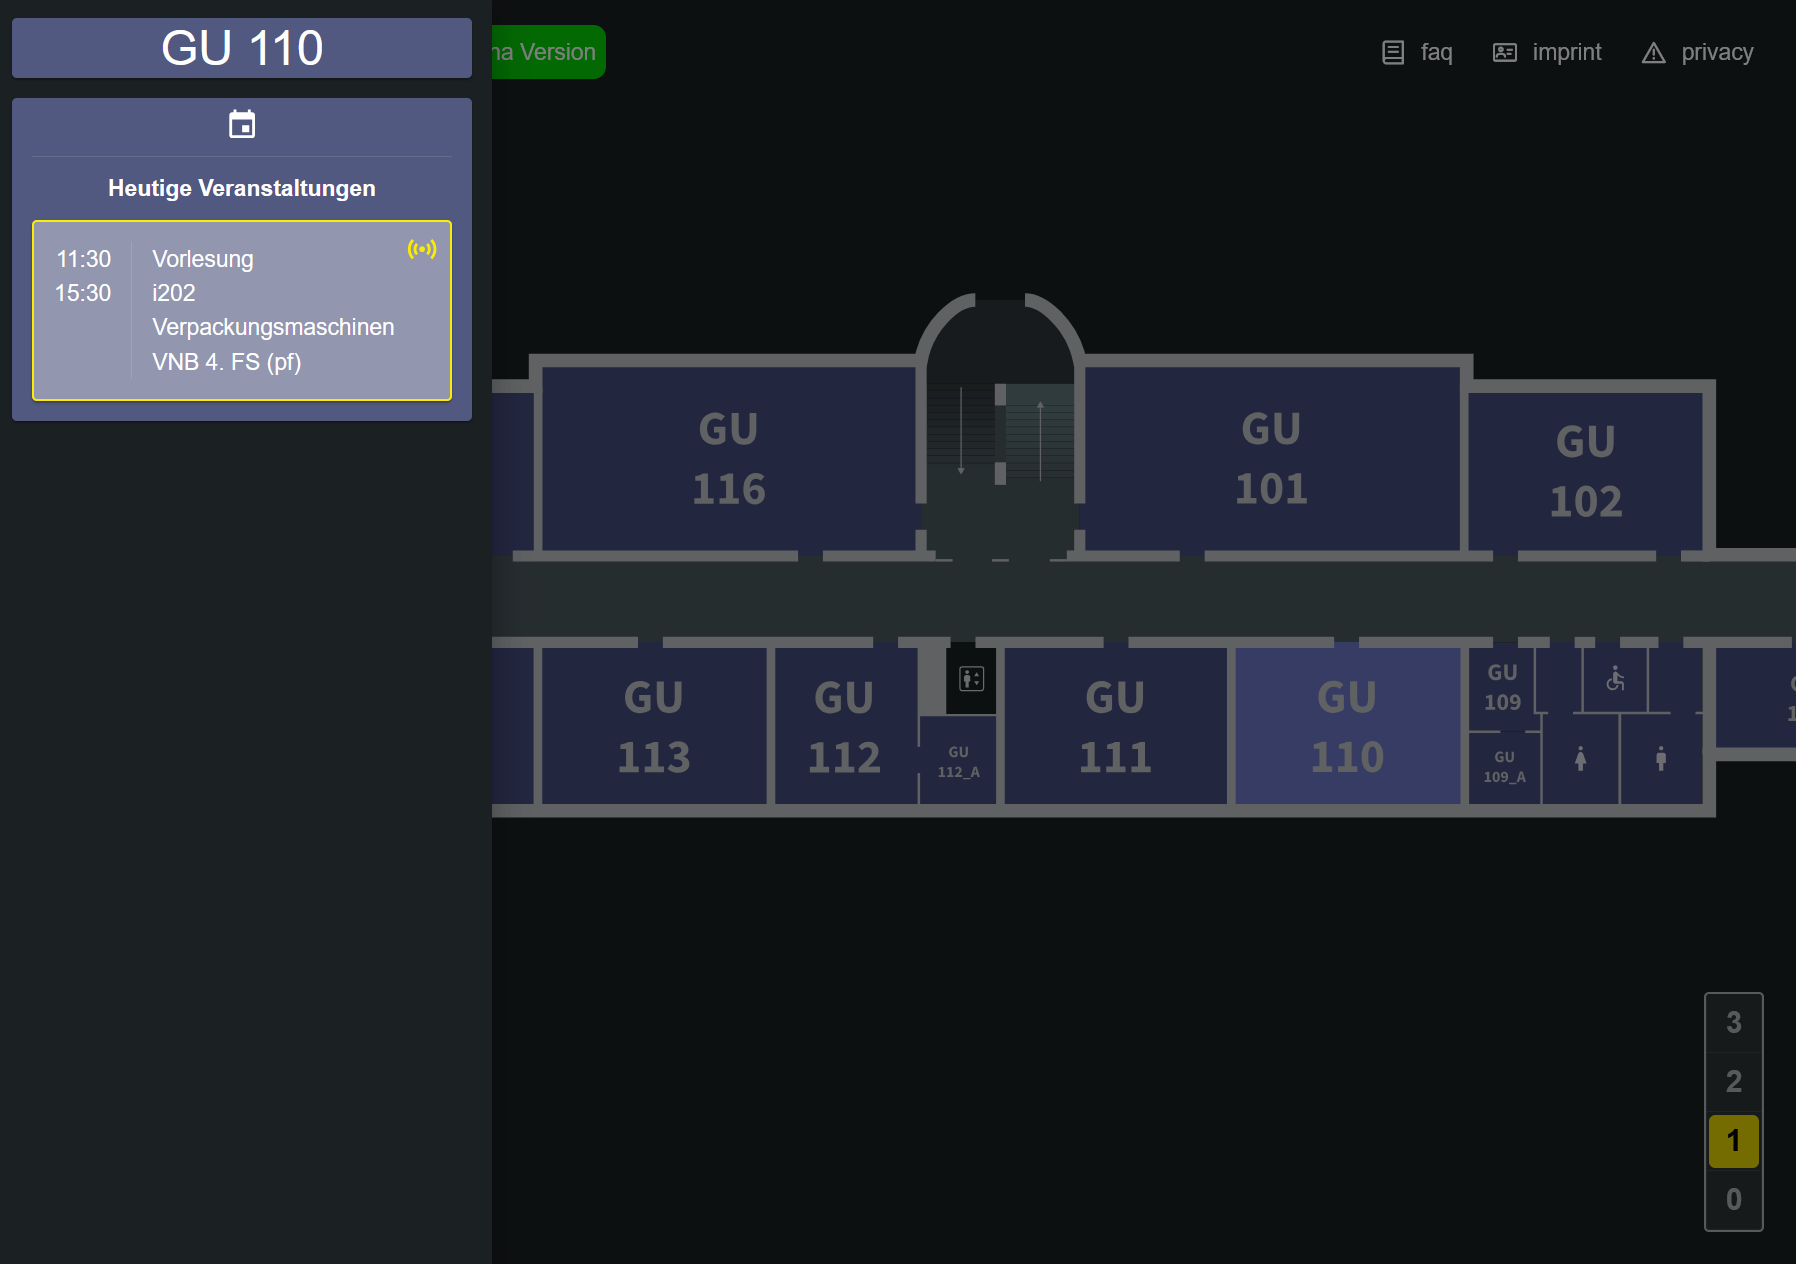 GU 110
Version
faq
imprint
privacy
Heutige Veranstaltungen
11:30
15:30
Vorlesung
i202
Verpackungsmaschinen
VNB 4. FS (pf)
GU
116
GU
101
GU
102
GU
113
GU
112
GU
112_A
GU
111
GU
110
GU
109
GU
109_A
3
2
1
0